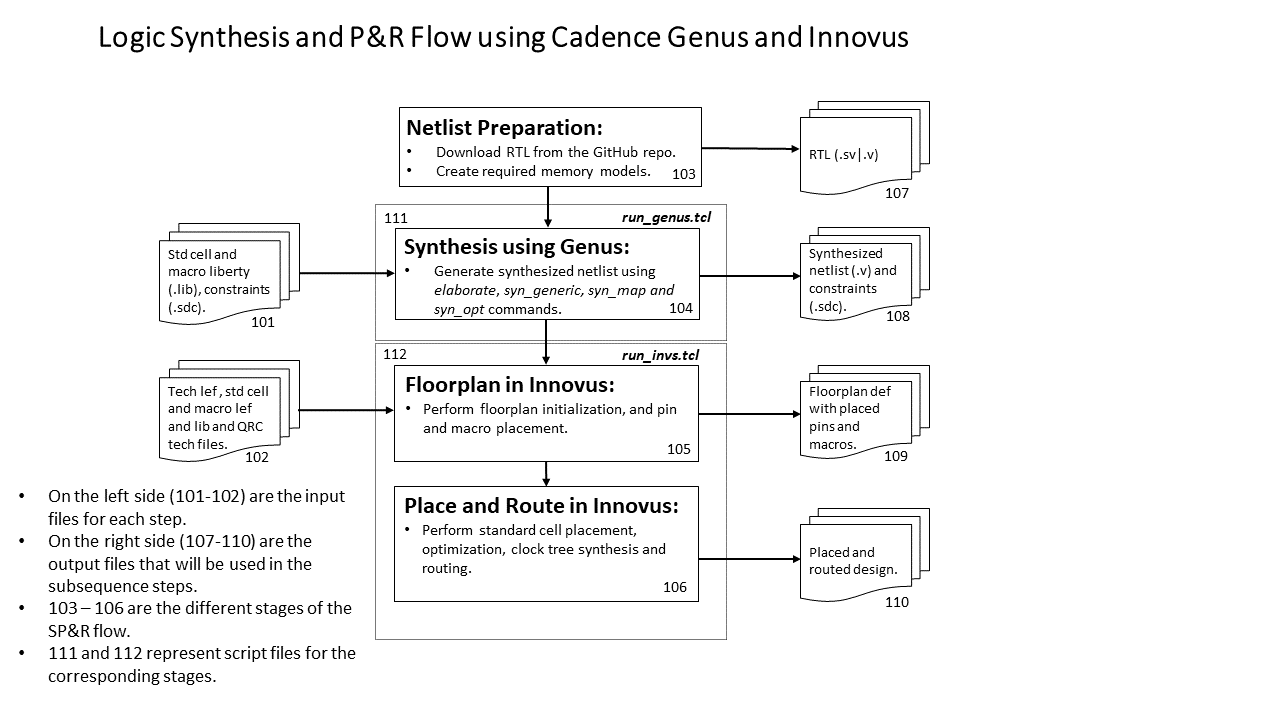 Logic Synthesis and P&R Flow using Cadence Genus and Innovus
Netlist Preparation:
• Download RTL from the GitHub repo.
• Create required memory models.
103
RTL (.sv|.v)
107
111
run_genus.tcl
Std cell and
macro liberty
(.lib), constraints
(.sdc).
101
Synthesis using Genus:
• Generate synthesized netlist using
elaborate, syn_generic, syn_map and
syn_opt commands.
104
Synthesized
netlist (.v) and
constraints
(.sdc).
108
112
run_invs.tcl
Tech lef, std cell
and macro lef
and lib and QRC
tech files.
102
Floorplan in Innovus:
• Perform floorplan initialization, and pin
and macro placement.
105
Floorplan def
with placed
pins and
macros.
109
Place and Route in Innovus:
• Perform standard cell placement,
optimization, clock tree synthesis and
routing.
106
Placed and
routed design.
110
• On the left side (101-102) are the input
files for each step.
• On the right side (107-110) are the
output files that will be used in the
subsequence steps.
• 103 – 106 are the different stages of the
SP&R flow.
• 111 and 112 represent script files for the
corresponding stages.